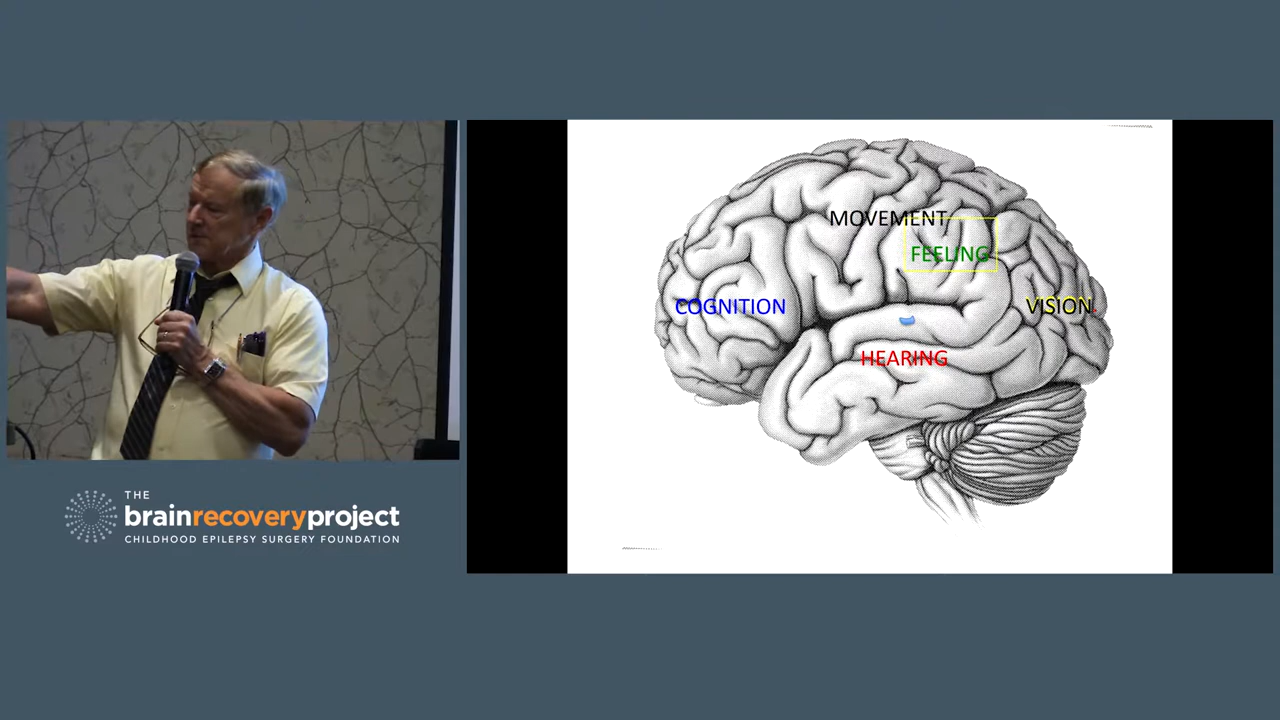 MOVEMENT
FEELING
COGNITION
VISION
HEARING
THE
brainrecoveryproject
CHILDHOOD EPILEPSY SURGERY FOUNDATION